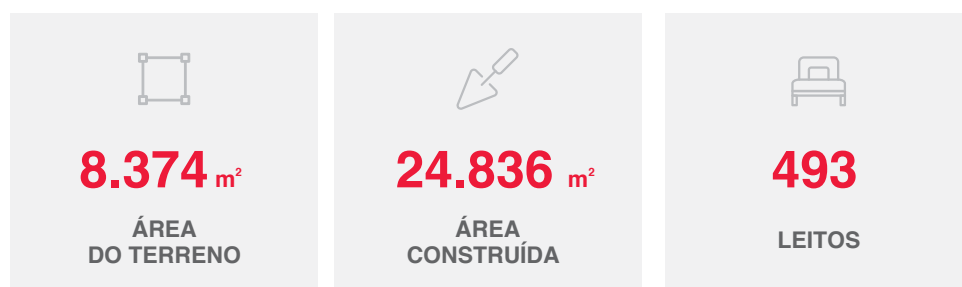 8.374 m²
ÁREA
DO TERRENO
24.836 m²
ÁREA
CONSTRUÍDA
493
LEITOS